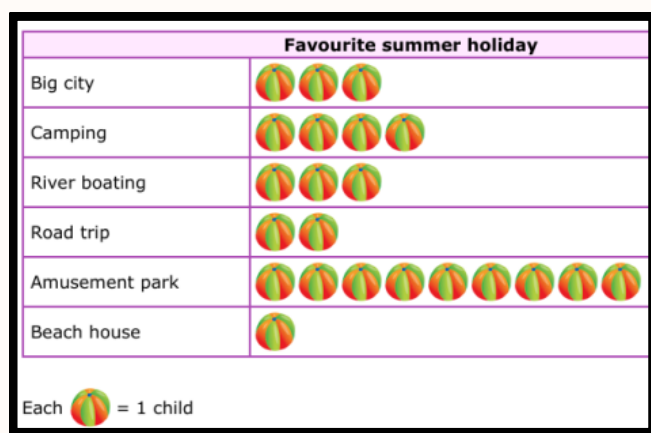 Favourite summer holiday
Big city
Camping
River boating
Road trip
Amusement park
Beach house
Each = 1 child